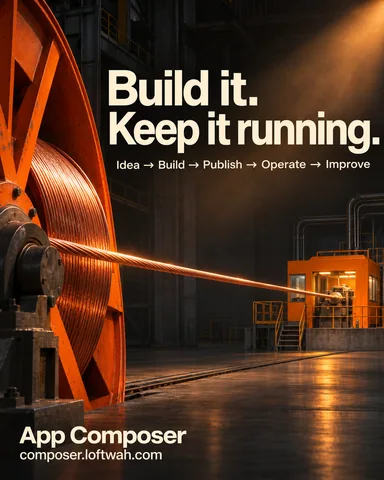 Build it.
Keep it running.
Idea → Build → Publish → Operate → Improve
App Composer
composer.loftwah.com